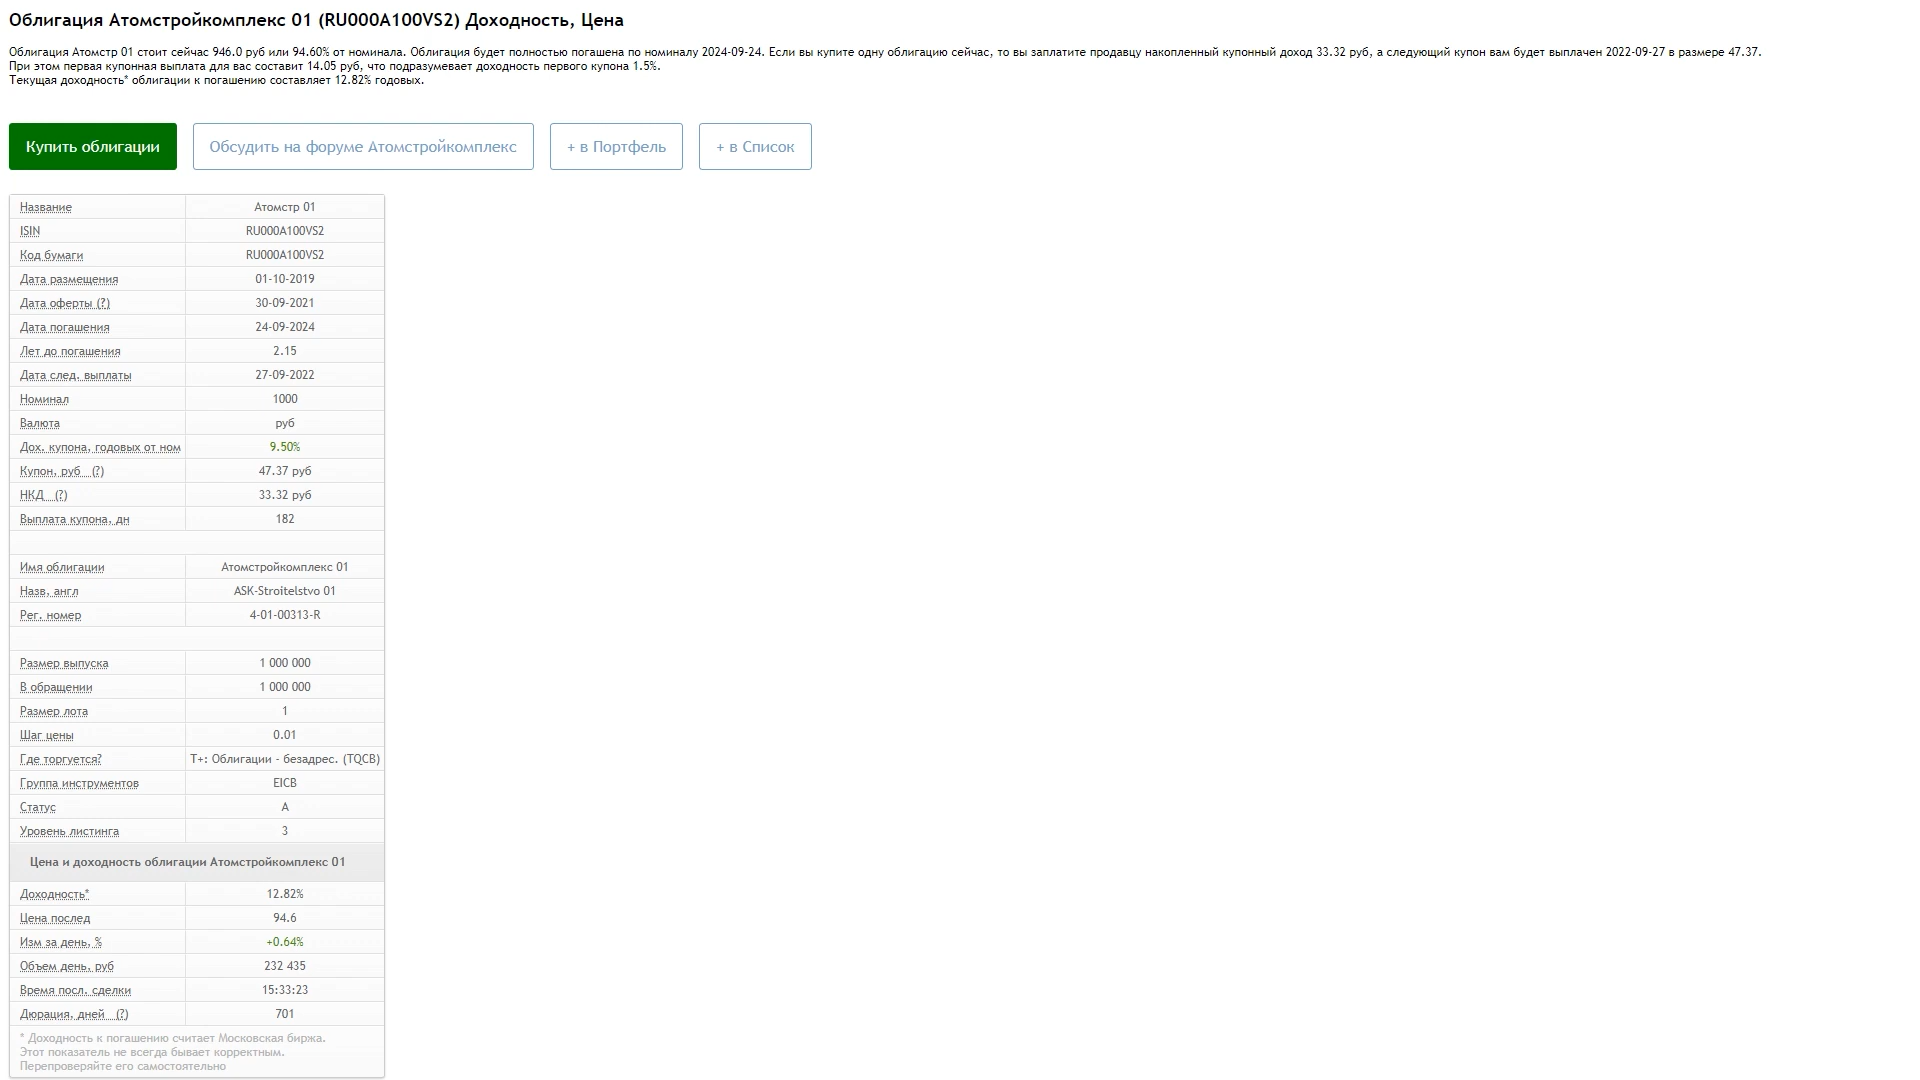 Облигация Атомстройкомплекс 01 (RU000A100VS2) Доходность, Цена
Облигация Атомстр 01 стоит сейчас 946.0 руб или 94.60% от номинала. Облигация будет полностью погашена по номиналу 2024-09-24. Если вы купите одну облигацию сейчас, то вы заплатите продавцу накопленный купонный доход 33.32 руб, а следующий купон вам будет выплачен 2022-09-27 в размере 47.37.
При этом первая купонная выплата для вас составит 14.05 руб, что подразумевает доходность первого купона 1.5%.
Текущая доходность* облигации к погашению составляет 12.82% годовых.
Купить облигации Обсудить на форуме Атомстройкомплекс + в Портфель + в Список
Название Атомстр 01
ISIN RU000A100VS2
Код бумаги RU000A100VS2
Дата размещения 01-10-2019
Дата оферты (?) 30-09-2021
Дата погашения 24-09-2024
Лет до погашения 2.15
Дата след. выплаты 27-09-2022
Номинал 1000
Валюта руб
Дох. купона, годовых от ном 9.50%
Купон, руб (?) 47.37 руб
НКД (?) 33.32 руб
Выплата купона, дн 182
Имя облигации Атомстройкомплекс 01
Назв. англ ASK-Stroitelstvo 01
Рег. номер 4-01-00313-R
Размер выпуска 1 000 000
В обращении 1 000 000
Размер лота 1
Шаг цены 0.01
Где торгуется? Т+: Облигации - безадрес. (TQCB)
Группа инструментов EICB
Статус A
Уровень листинга 3
Цена и доходность облигации Атомстройкомплекс 01
Доходность* 12.82%
Цена послед 94.6
Изм за день, % +0.64%
Объем день, руб 232 435
Время посл. сделки 15:33:23
Дюрация, дней (?) 701
* Доходность к погашению считает Московская биржа.
Этот показатель не всегда бывает корректным.
Перепроверяйте его самостоятельно